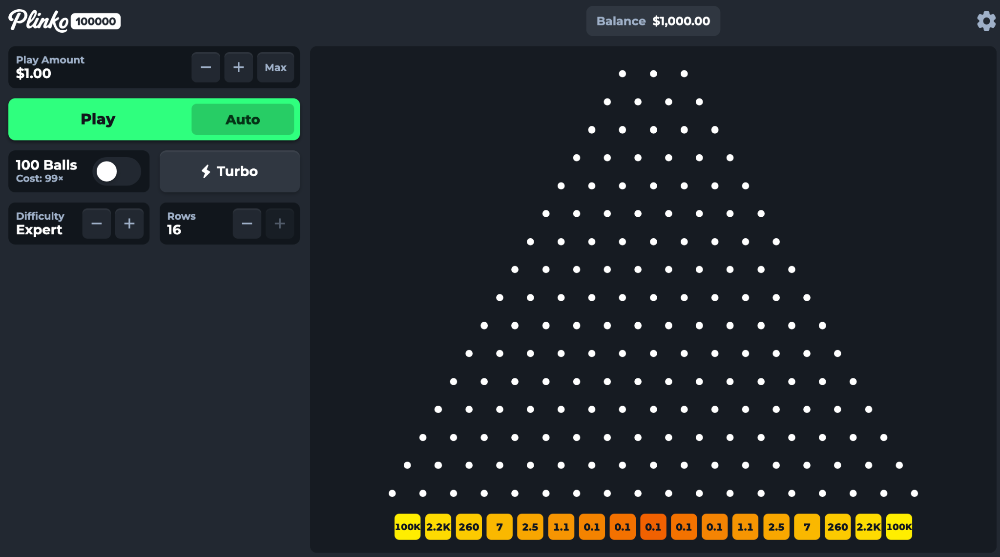 Plinko 100000
Balance $1,000.00
Play Amount
$1.00
Max
Play
Auto
100 Balls
Cost: 99×
Turbo
Difficulty
Expert
Rows
16
100K 2.2K 260 7 2.5 1.1 0.1 0.1 0.1 0.1 0.1 1.1 2.5 7 260 2.2K 100K